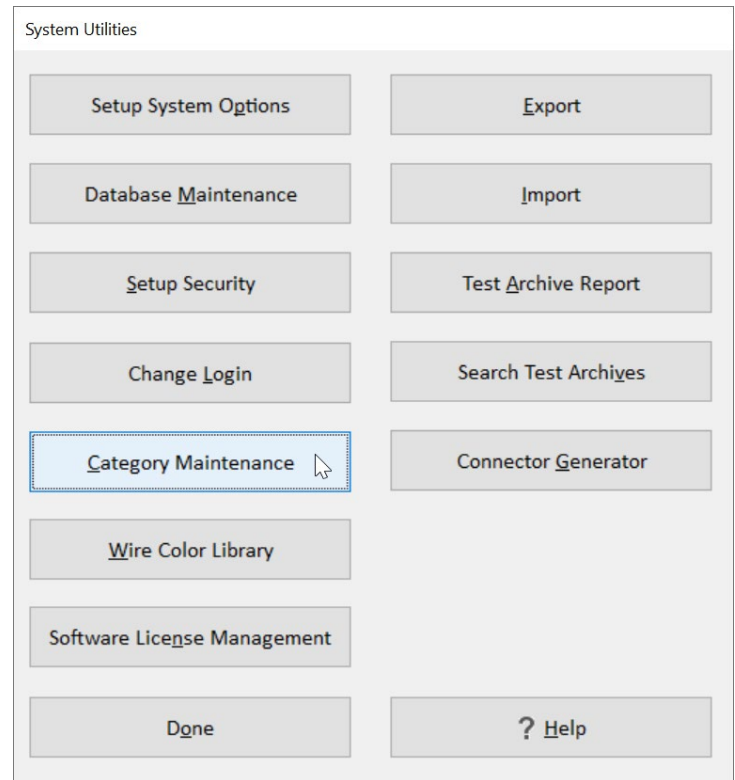 System Utilities
Setup System Options
Export
Database Maintenance
Import
Setup Security
Test Archive Report
Change Login
Search Test Archives
Category Maintenance
Connector Generator
Wire Color Library
Software License Management
Done
? Help